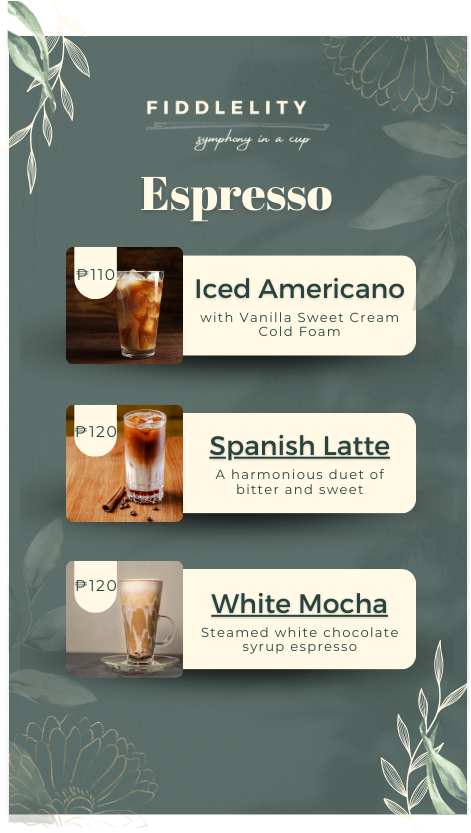 FIDDLELITY
symphony in a cup
Espresso
₱110
Iced Americano
with Vanilla Sweet Cream
Cold Foam
₱120
Spanish Latte
A harmonious duet of
bitter and sweet
₱120
White Mocha
Steamed white chocolate
syrup espresso